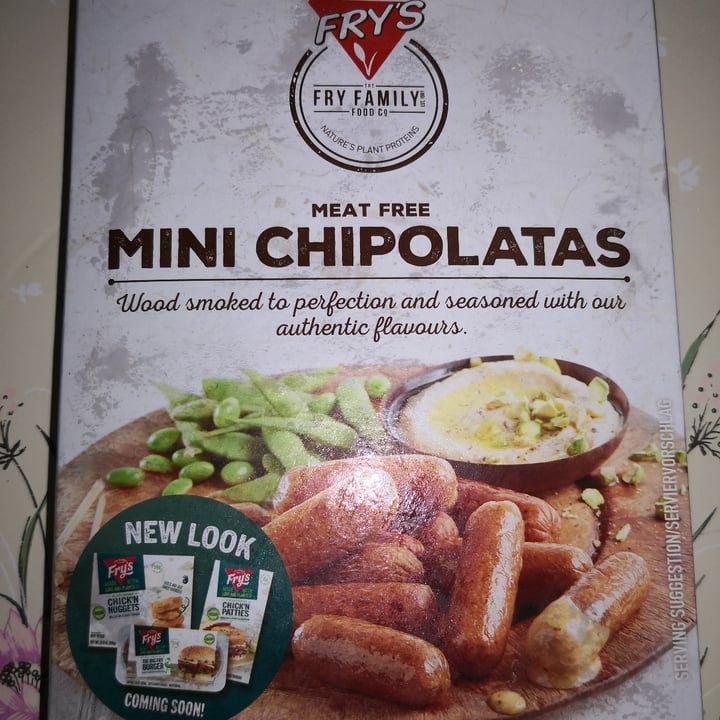 FRY'S
THE
FRY FAMILY
FOOD CO
NATURE'S PLANT PROTEINS
MEAT FREE
MINI CHIPOLATAS
Wood smoked to perfection and seasoned with our
authentic flavours.
SERVING SUGGESTION/SERVIERVORSCHLAG
NEW LOOK
Fry's
CHICK'N
NUGGETS
Fry's
CHICK'N
PATTIES
Fry's
BURGER
COMING SOON!